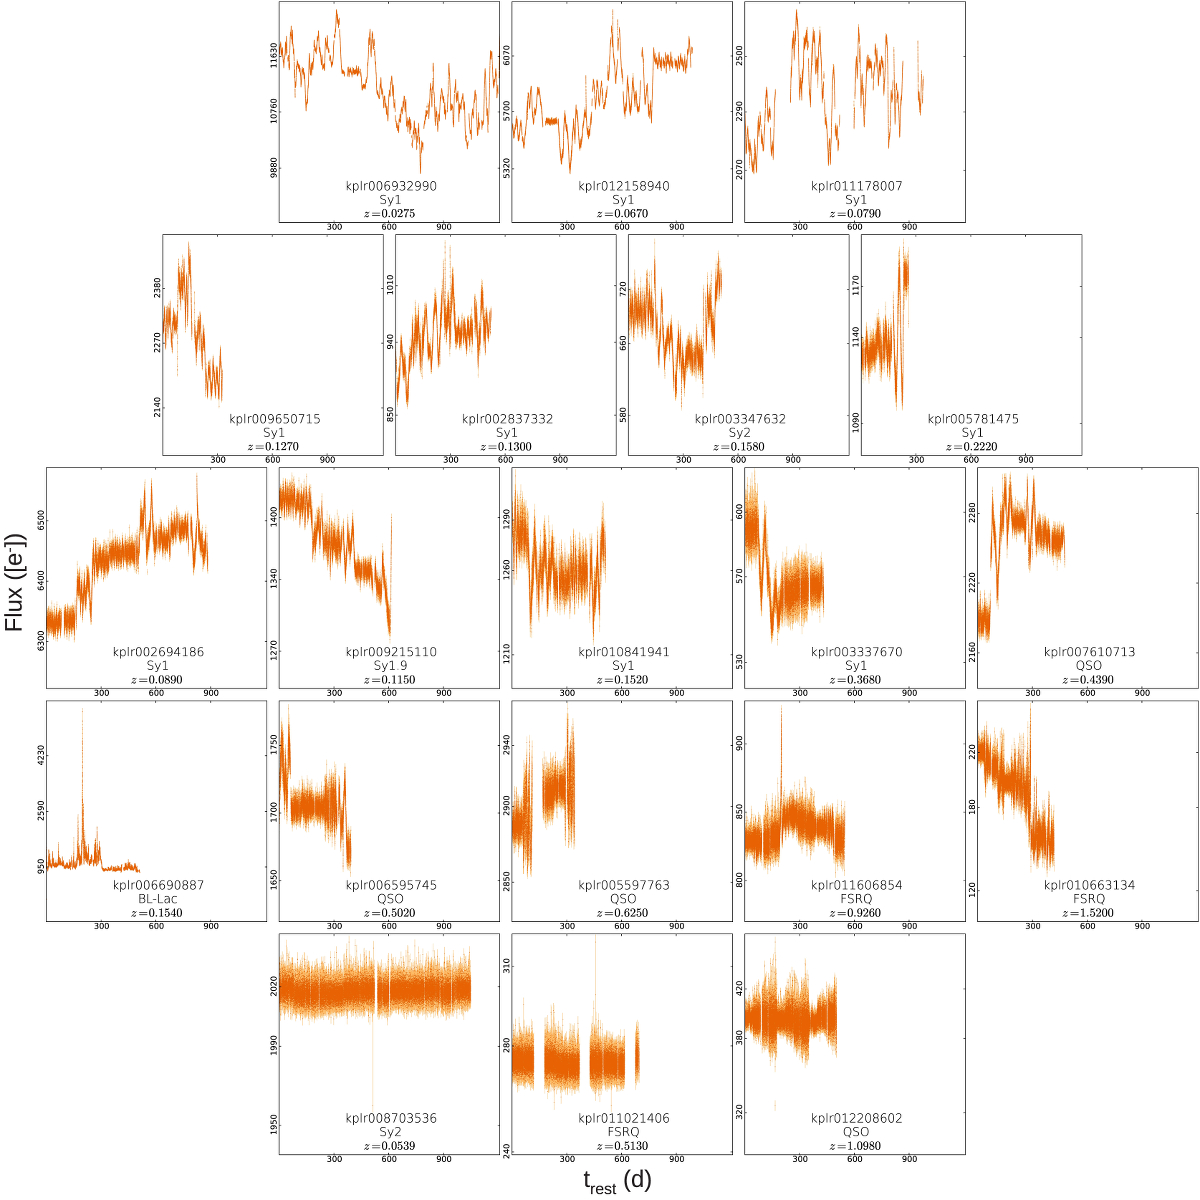 11630
10760
9880
kplr006932990
Sy1
z=0.0275
300 600 900
6070
5700
5320
kplr012158940
Sy1
z=0.0670
300 600 900
2500
2290
2070
kplr011178007
Sy1
z=0.0790
300 600 900
2380
2270
2140
kplr009650715
Sy1
z=0.1270
300 600 900
1010
940
850
kplr002837332
Sy1
z=0.1300
300 600 900
720
660
580
kplr003347632
Sy2
z=0.1580
300 600 900
1170
1140
1090
kplr005781475
Sy1
z=0.2220
300 600 900
Flux ([e-])
6500
6400
6300
kplr002694186
Sy1
z=0.0890
300 600 900
1400
1340
1270
kplr009215110
Sy1.9
z=0.1150
300 600 900
1290
1260
1210
kplr010841941
Sy1
z=0.1520
300 600 900
600
570
530
kplr003337670
Sy1
z=0.3680
300 600 900
2280
2220
2160
kplr007610713
QSO
z=0.4390
300 600 900
4230
2590
950
kplr006690887
BL-Lac
z=0.1540
300 600 900
1750
1700
1650
kplr006595745
QSO
z=0.5020
300 600 900
2940
2900
2850
kplr005597763
QSO
z=0.6250
300 600 900
900
850
800
kplr011606854
FSRQ
z=0.9260
300 600 900
220
180
120
kplr010663134
FSRQ
z=1.5200
300 600 900
2020
1990
1950
kplr008703536
Sy2
z=0.0539
300 600 900
310
280
240
kplr011021406
FSRQ
z=0.5130
300 600 900
420
380
320
kplr012208602
QSO
z=1.0980
300 600 900
trest (d)